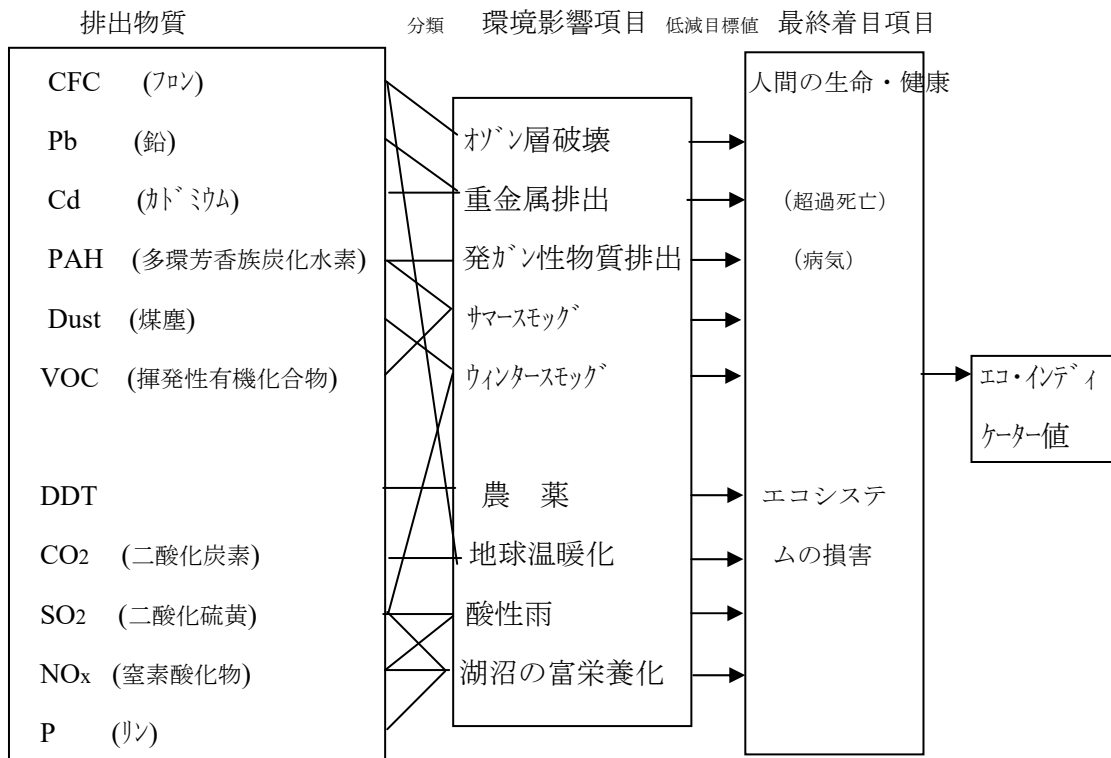 排出物質 分類 環境影響項目 低減目標値 最終着目項目
CFC (ﾌﾛﾝ)
Pb (鉛)
Cd (ｶﾄﾞﾐｳﾑ)
PAH (多環芳香族炭化水素)
Dust (煤塵)
VOC (揮発性有機化合物)
DDT
CO2 (二酸化炭素)
SO2 (二酸化硫黄)
NOx (窒素酸化物)
P (ﾘﾝ)
ｵｿﾞﾝ層破壊
重金属排出
発ｶﾞﾝ性物質排出
ｻﾏｰｽﾓｯｸﾞ
ｳｨﾝﾀｰｽﾓｯｸﾞ
農　薬
地球温暖化
酸性雨
湖沼の富栄養化
人間の生命・健康
(超過死亡)
(病気)
エコシステ
ムの損害
ｴｺ・ｲﾝﾃﾞｨ
ｹｰﾀｰ値